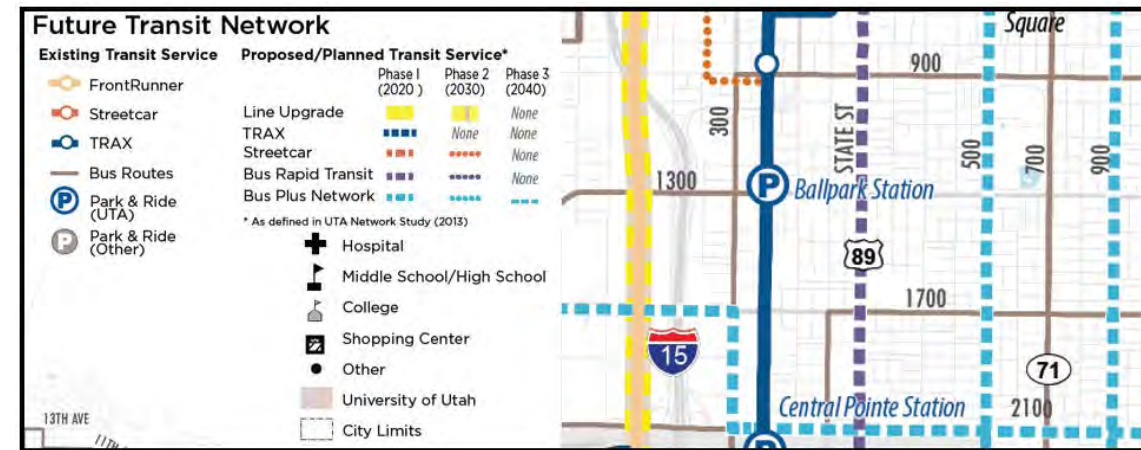 Future Transit Network
Existing Transit Service
FrontRunner
Streetcar
TRAX
Bus Routes
P Park & Ride
(UTA)
P Park & Ride
(Other)
Proposed/Planned Transit Service*
Phase I Phase 2 Phase 3
(2020 ) (2030) (2040)
Line Upgrade None
TRAX None None
Streetcar None
Bus Rapid Transit None
Bus Plus Network
* As defined in UTA Network Study (2013)
Hospital
Middle School/High School
College
Shopping Center
Other
University of Utah
City Limits
13TH AVE
11TH
Square
900
300
STATE ST
500
700
900
1300
P Ballpark Station
89
1700
15
71
Central Pointe Station
2100
P